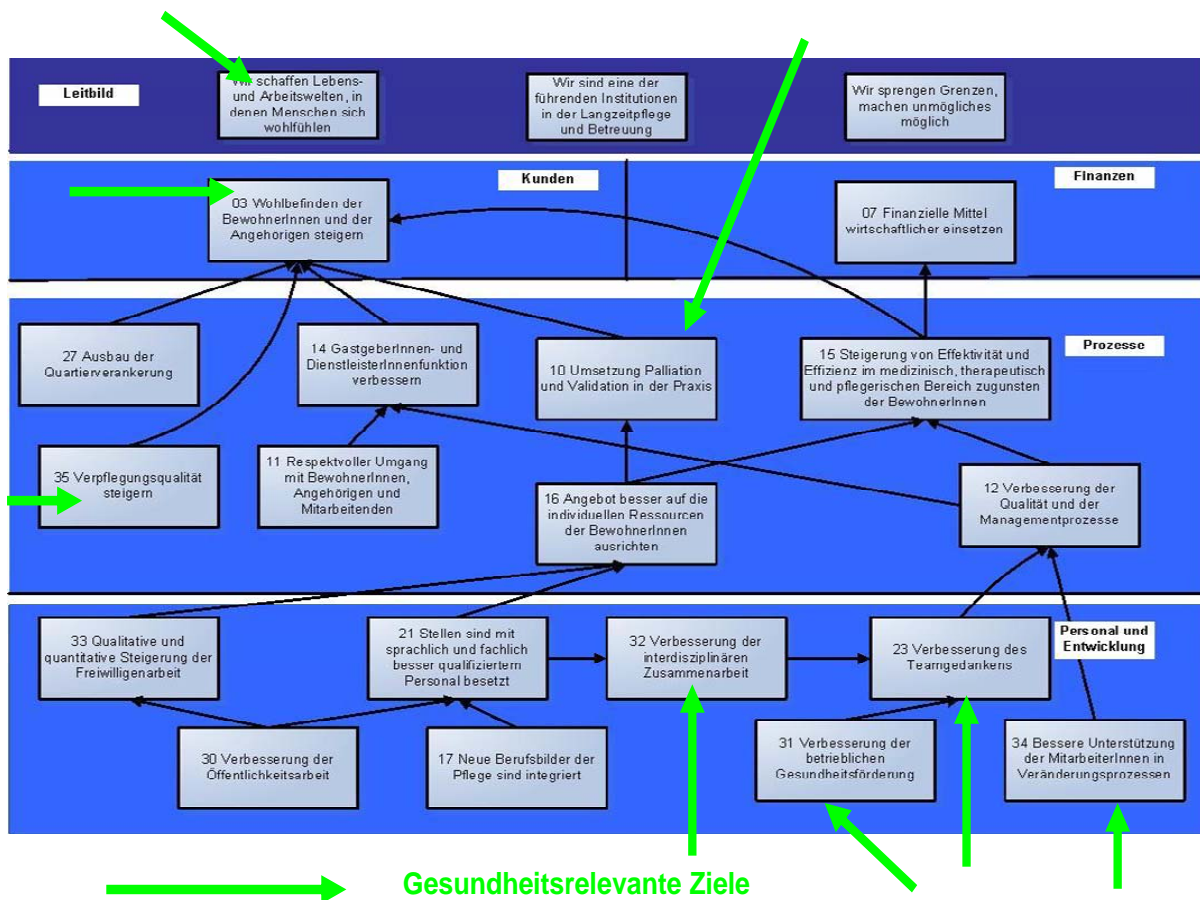 Leitbild
Wir schaffen Lebens-
und Arbeitswelten, in
denen Menschen sich
wohlfühlen
Wir sind eine der
führenden Institutionen
in der Langzeitpflege
und Betreuung
Wir sprengen Grenzen,
machen unmögliches
möglich
Kunden
Finanzen
03 Wohlbefinden der
BewohnerInnen und der
Angehörigen steigern
07 Finanzielle Mittel
wirtschaftlicher einsetzen
Prozesse
27 Ausbau der
Quartierverankerung
14 GastgeberInnen- und
DienstleisterInnenfunktion
verbessern
10 Umsetzung Palliation
und Validation in der Praxis
15 Steigerung von Effektivität und
Effizienz im medizinisch, therapeutisch
und pflegerischen Bereich zugunsten
der BewohnerInnen
35 Verpflegungsqualität
steigern
11 Respektvoller Umgang
mit BewohnerInnen,
Angehörigen und
Mitarbeitenden
16 Angebot besser auf die
individuellen Ressourcen
der BewohnerInnen
ausrichten
12 Verbesserung der
Qualität und der
Managementprozesse
Personal und
Entwicklung
33 Qualitative und
quantitative Steigerung der
Freiwilligenarbeit
21 Stellen sind mit
sprachlich und fachlich
besser qualifiziertem
Personal besetzt
32 Verbesserung der
interdisziplinären
Zusammenarbeit
23 Verbesserung des
Teamgedankens
30 Verbesserung der
Öffentlichkeitsarbeit
17 Neue Berufsbilder der
Pflege sind integriert
31 Verbesserung der
betrieblichen
Gesundheitsförderung
34 Bessere Unterstützung
der MitarbeiterInnen in
Veränderungsprozessen
Gesundheitsrelevante Ziele